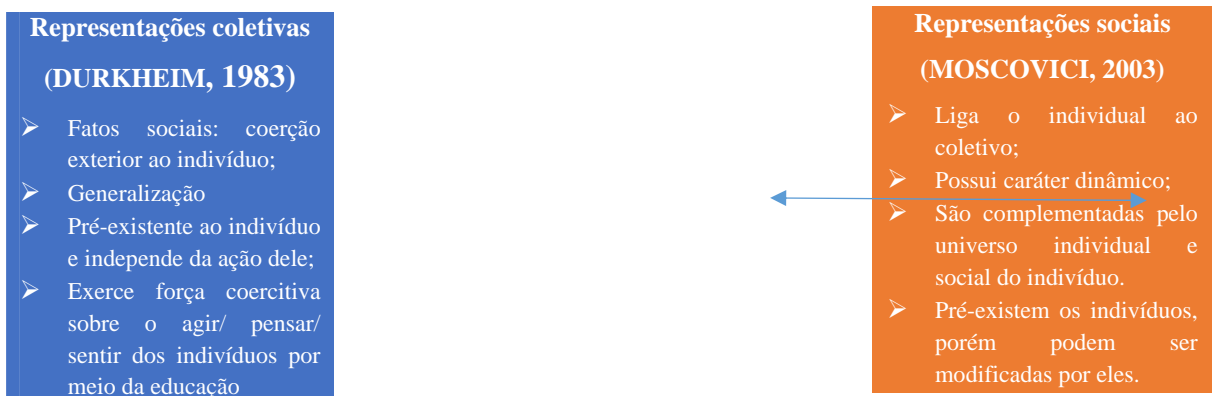 Representações coletivas
(DURKHEIM, 1983)
➢ Fatos sociais: coerção
exterior ao indivíduo;
➢ Generalização
➢ Pré-existente ao indivíduo
e independe da ação dele;
➢ Exerce força coercitiva
sobre o agir/ pensar/
sentir dos indivíduos por
meio da educação
Representações sociais
(MOSCOVICI, 2003)
➢ Liga o individual ao
coletivo;
➢ Possui caráter dinâmico;
➢ São complementadas pelo
universo individual e
social do indivíduo.
➢ Pré-existem os indivíduos,
porém podem ser
modificadas por eles.